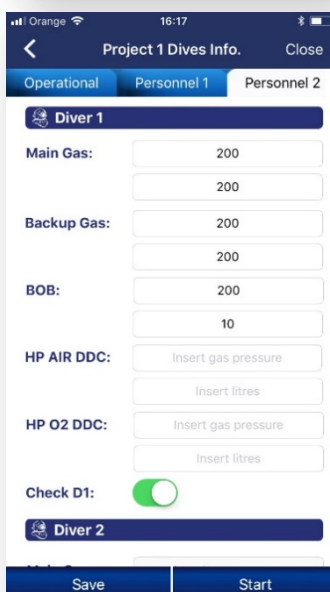 Orange 16:17
Project 1 Dives Info. Close
Operational Personnel 1 Personnel 2
Diver 1
Main Gas: 200
200
Backup Gas: 200
200
BOB: 200
10
HP AIR DDC: Insert gas pressure
Insert litres
HP O2 DDC: Insert gas pressure
Insert litres
Check D1:
Diver 2
Save Start